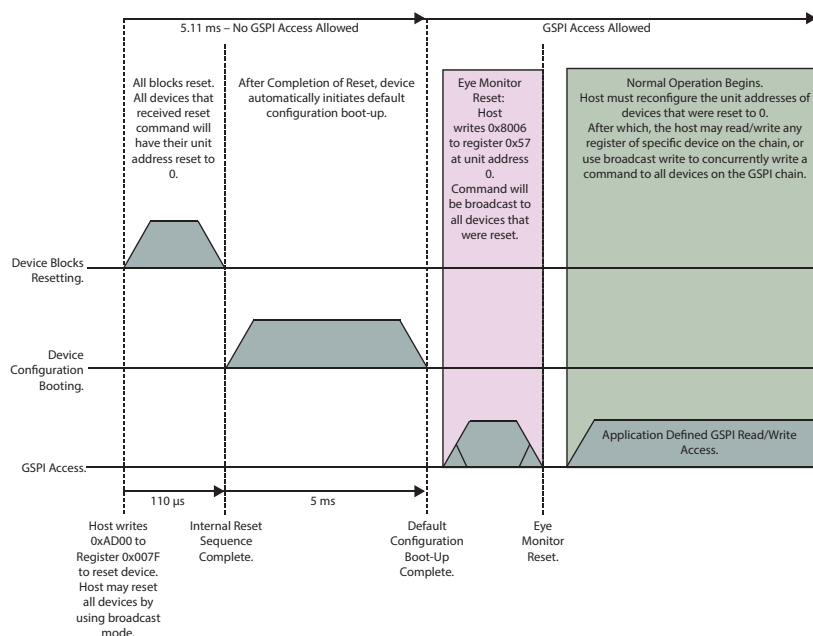 5.11 ms – No GSPI Access Allowed
GSPI Access Allowed
All blocks reset.
All devices that
received reset
command will
have their unit
address reset to
0.
After Completion of Reset, device
automatically initiates default
configuration boot-up.
Eye Monitor
Reset:
Host
writes 0x8006
to register 0x57
at unit address
0.
Command will
be broadcast to
all devices that
were reset.
Normal Operation Begins.
Host must reconfigure the unit addresses of
devices that were reset to 0.
After which, the host may read/write any
register of specific device on the chain, or
use broadcast write to concurrently write a
command to all devices on the GSPI chain.
Device Blocks
Resetting.
Device
Configuration
Booting.
GSPI Access.
Application Defined GSPI Read/Write
Access.
110 µs
5 ms
Host writes
0xAD00 to
Register 0x007F
to reset device.
Host may reset
all devices by
using broadcast
mode.
Internal Reset
Sequence
Complete.
Default
Configuration
Boot-Up
Complete.
Eye
Monitor
Reset.